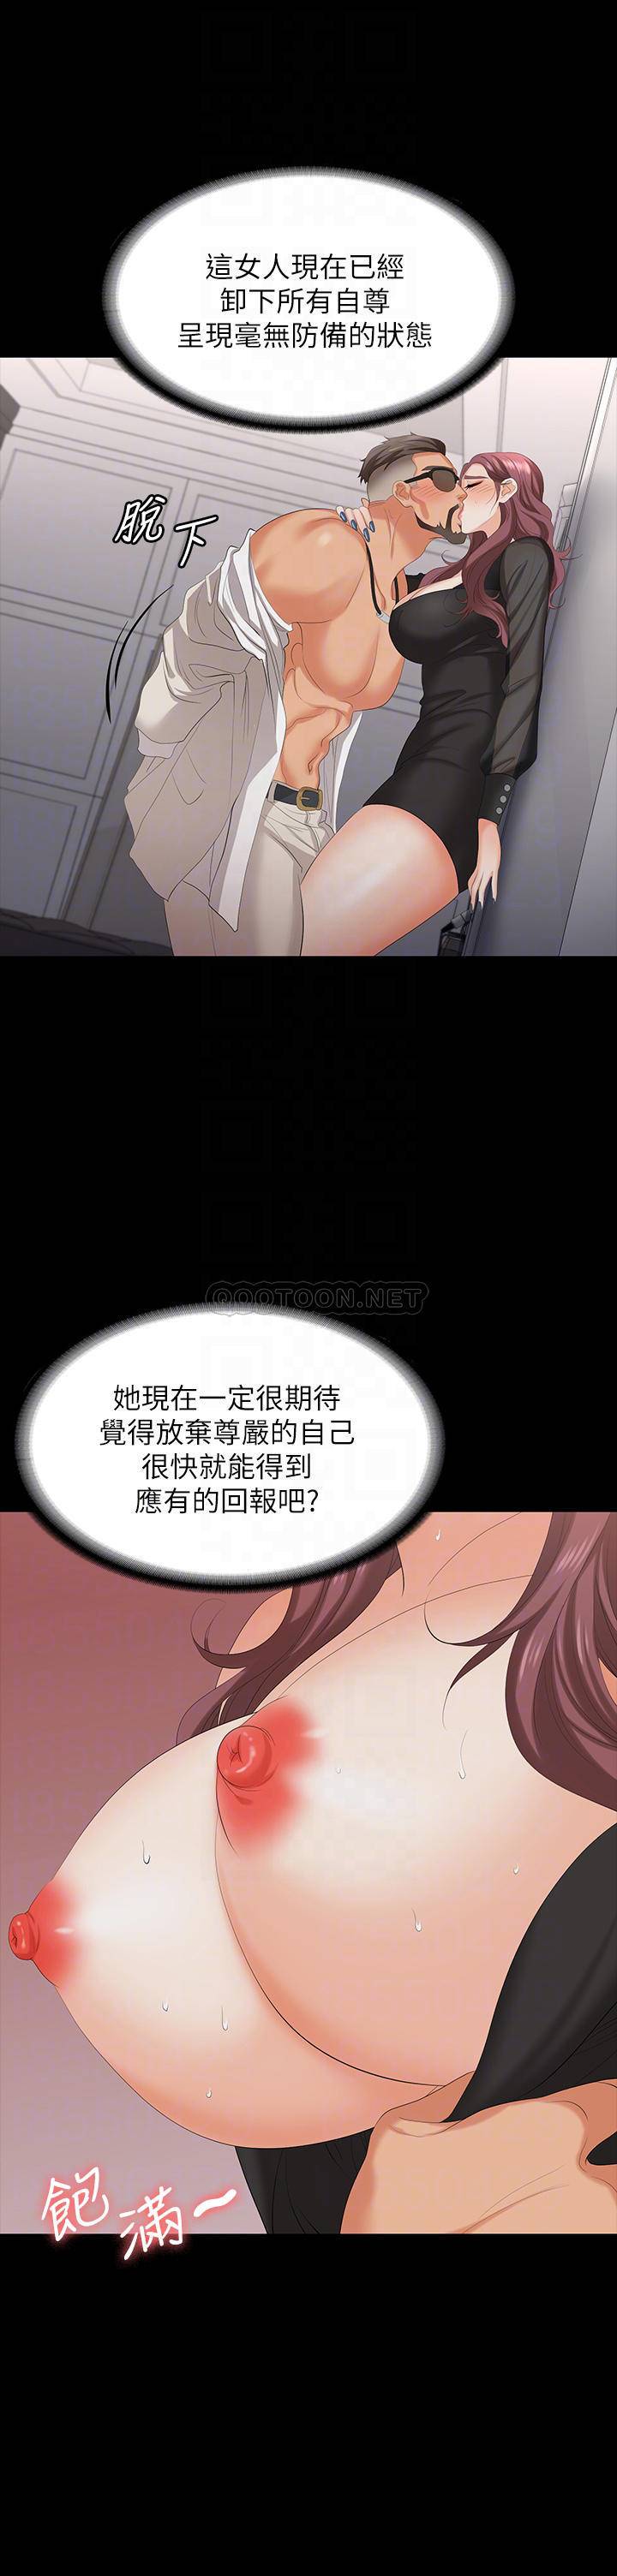 這女人現在已經
卸下所有自尊
呈現毫無防備的狀態
脫下
QOOTOON.NET
她現在一定很期待
覺得放棄尊嚴的自己
很快就能得到
應有的回報吧?
飽滿~